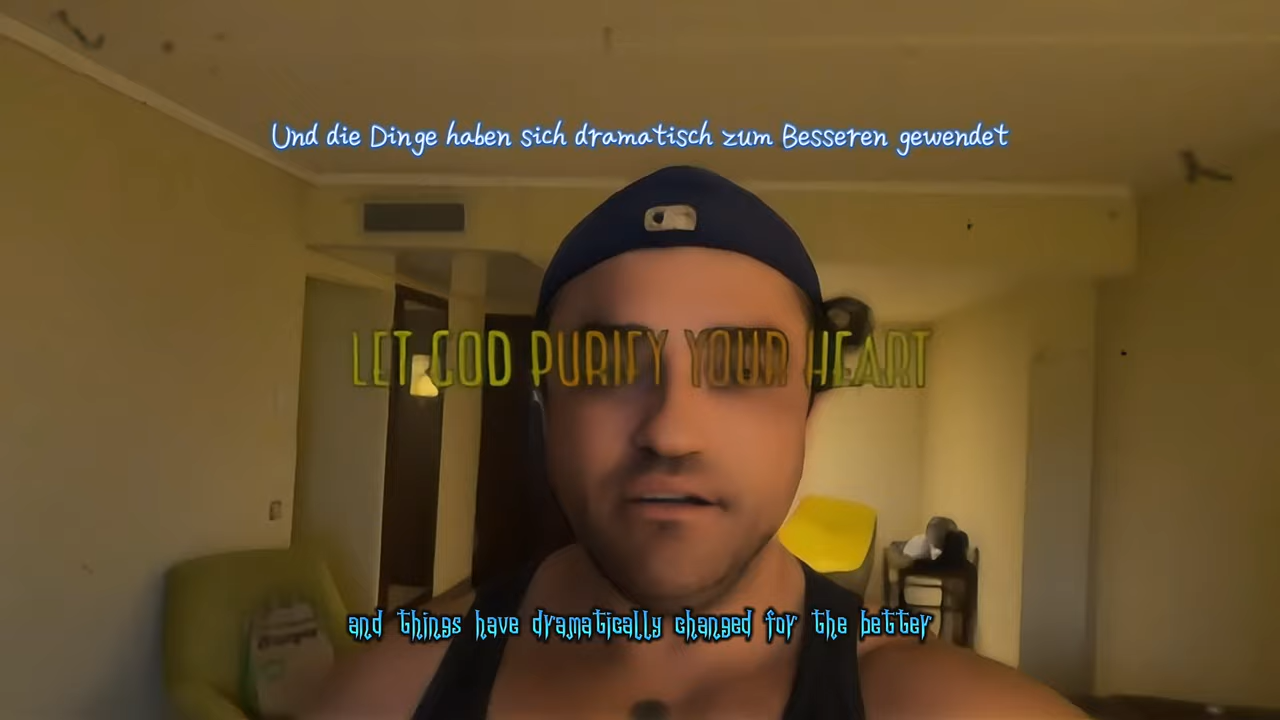 Und die Dinge haben sich dramatisch zum Besseren gewendet
LET GOD PURIFY YOUR HEART
and things have dramatically changed for the better